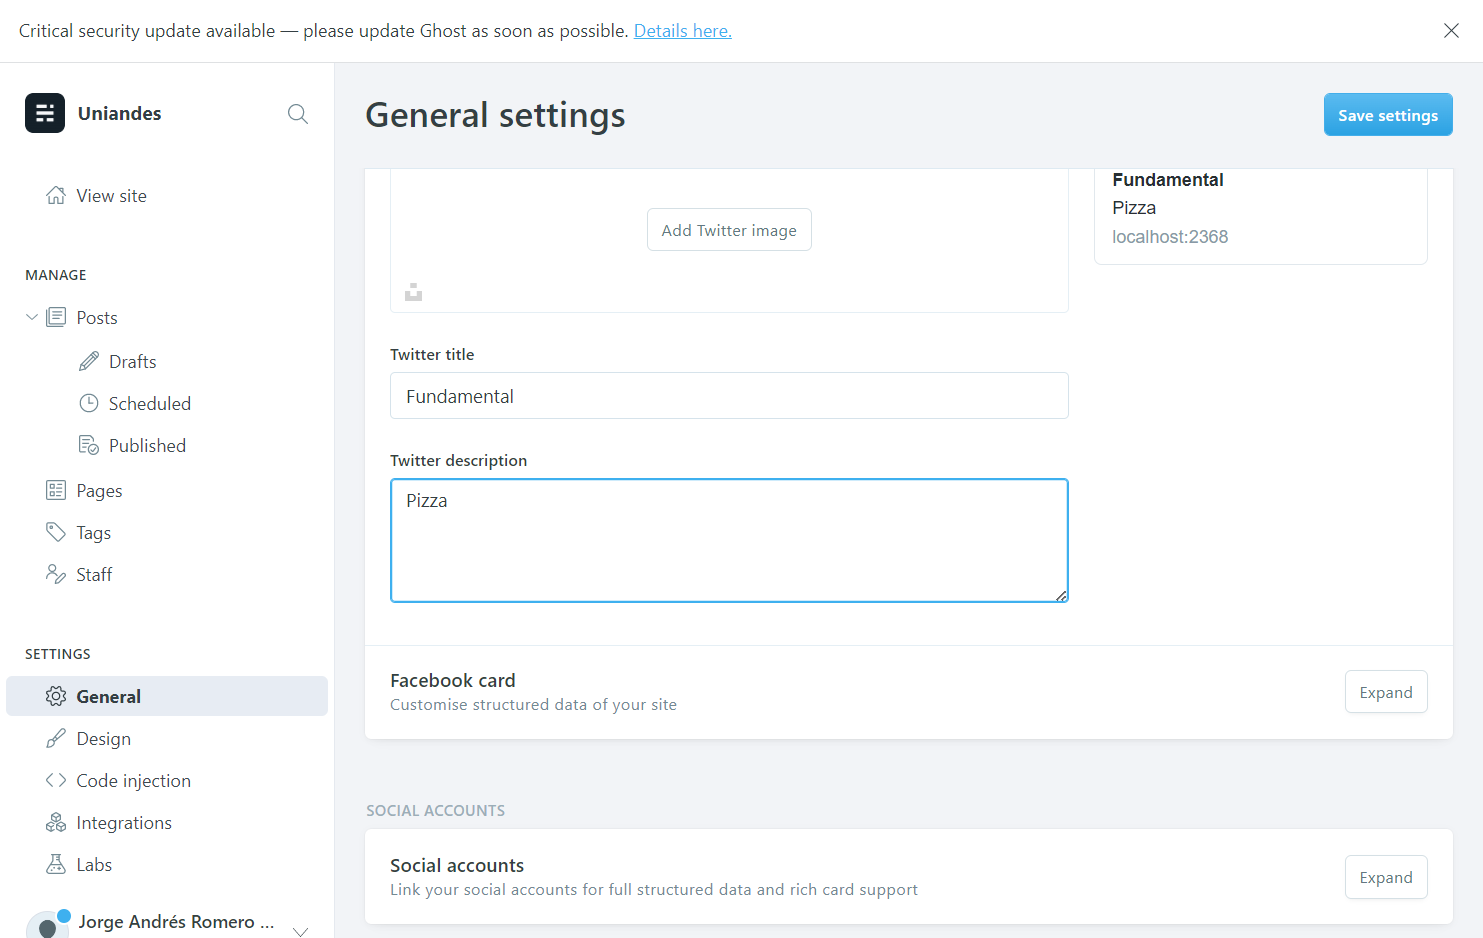 Critical security update available — please update Ghost as soon as possible. Details here.
Uniandes
View site
MANAGE
Posts
Drafts
Scheduled
Published
Pages
Tags
Staff
SETTINGS
General
Design
Code injection
Integrations
Labs
Jorge Andrés Romero ...
General settings
Save settings
Add Twitter image
Fundamental
Pizza
localhost:2368
Twitter title
Fundamental
Twitter description
Pizza
Facebook card
Customise structured data of your site
Expand
SOCIAL ACCOUNTS
Social accounts
Link your social accounts for full structured data and rich card support
Expand